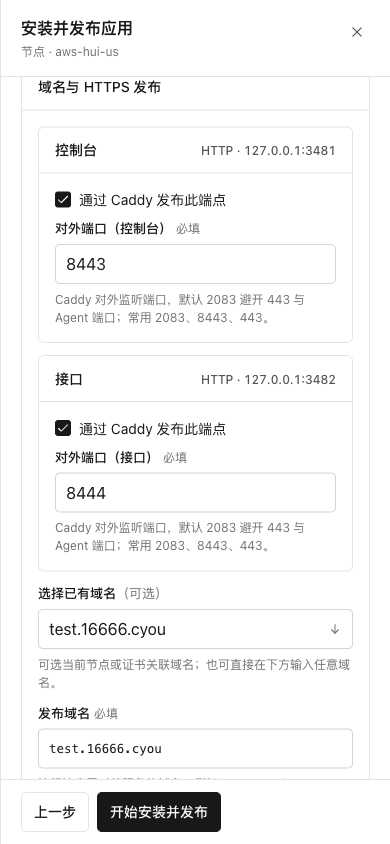 安装并发布应用
节点 · aws-hui-us
域名与 HTTPS 发布
控制台 HTTP · 127.0.0.1:3481
通过 Caddy 发布此端点
对外端口（控制台） 必填
8443
Caddy 对外监听端口，默认 2083 避开 443 与
Agent 端口；常用 2083、8443、443。
接口 HTTP · 127.0.0.1:3482
通过 Caddy 发布此端点
对外端口（接口） 必填
8444
Caddy 对外监听端口，默认 2083 避开 443 与
Agent 端口；常用 2083、8443、443。
选择已有域名（可选）
test.16666.cyou
可选当前节点或证书关联域名；也可直接在下方输入任意域
名。
发布域名 必填
test.16666.cyou
上一步 开始安装并发布